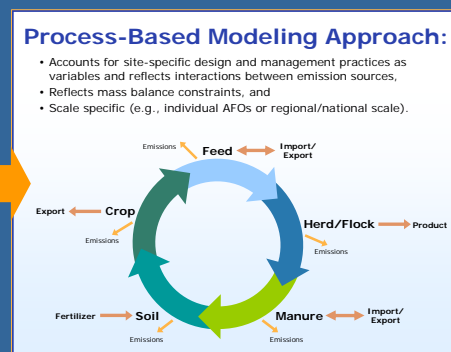 Process-Based Modeling Approach:
• Accounts for site-specific design and management practices as
variables and reflects interactions between emission sources,
• Reflects mass balance constraints, and
• Scale specific (e.g., individual AFOs or regional/national scale).
Emissions
Feed
Import/
Export
Export
Crop
Emissions
Herd/Flock
Product
Emissions
Fertilizer
Soil
Emissions
Manure
Import/
Export
Emissions